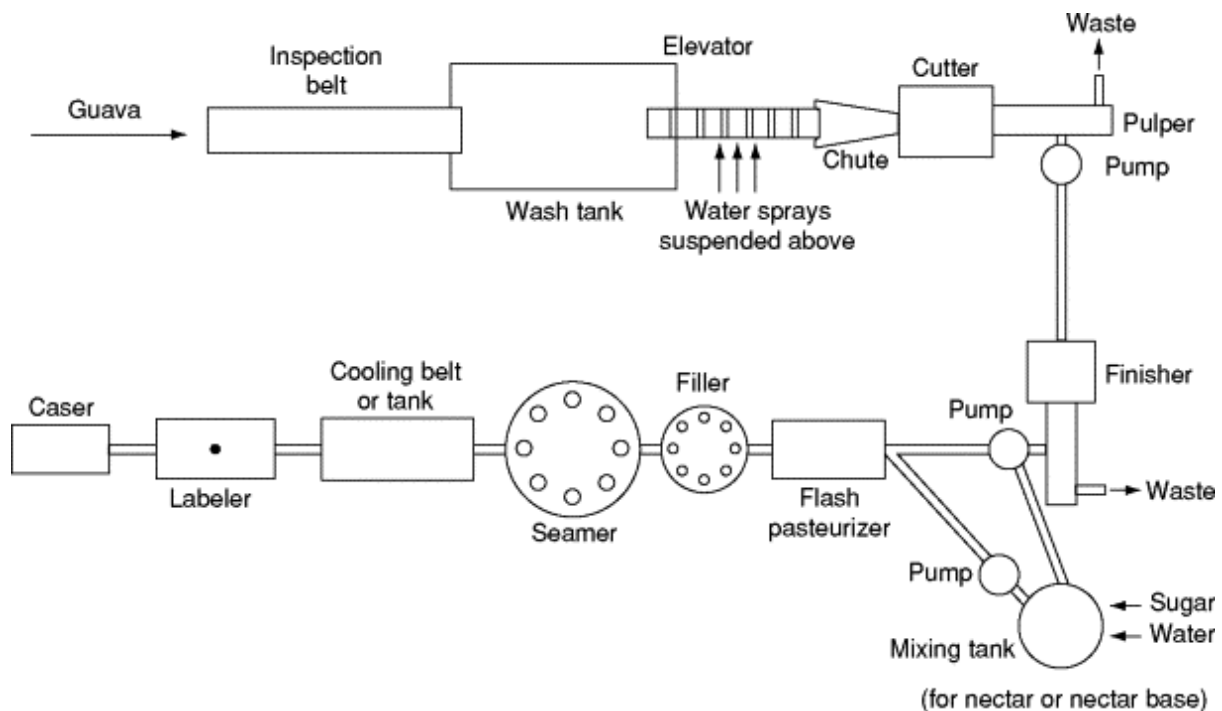 Waste
Elevator
Inspection
belt
Cutter
Guava
Pulper
Chute
Pump
Wash tank
Water sprays
suspended above
Cooling belt
or tank
Filler
Finisher
Caser
Pump
Labeler
Seamer
Flash
pasteurizer
Waste
Pump
Sugar
Water
Mixing tank
(for nectar or nectar base)